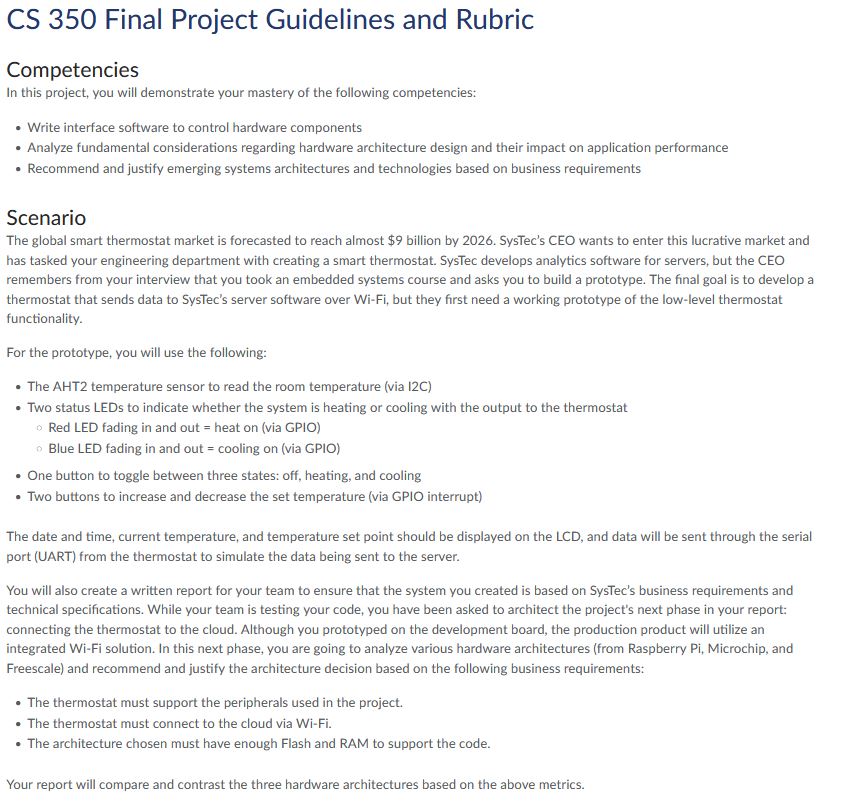 CS 350 Final Project Guidelines and Rubric
Competencies
In this project, you will demonstrate your mastery of the following competencies:
• Write interface software to control hardware components
• Analyze fundamental considerations regarding hardware architecture design and their impact on application performance
• Recommend and justify emerging systems architectures and technologies based on business requirements
Scenario
The global smart thermostat market is forecasted to reach almost $9 billion by 2026. SysTec's CEO wants to enter this lucrative market and
has tasked your engineering department with creating a smart thermostat. SysTec develops analytics software for servers, but the CEO
remembers from your interview that you took an embedded systems course and asks you to build a prototype. The final goal is to develop a
thermostat that sends data to SysTec's server software over Wi-Fi, but they first need a working prototype of the low-level thermostat
functionality.
For the prototype, you will use the following:
• The AHT2 temperature sensor to read the room temperature (via I2C)
• Two status LEDs to indicate whether the system is heating or cooling with the output to the thermostat
○ Red LED fading in and out = heat on (via GPIO)
○ Blue LED fading in and out = cooling on (via GPIO)
• One button to toggle between three states: off, heating, and cooling
• Two buttons to increase and decrease the set temperature (via GPIO interrupt)
The date and time, current temperature, and temperature set point should be displayed on the LCD, and data will be sent through the serial
port (UART) from the thermostat to simulate the data being sent to the server.
You will also create a written report for your team to ensure that the system you created is based on SysTec's business requirements and
technical specifications. While your team is testing your code, you have been asked to architect the project's next phase in your report:
connecting the thermostat to the cloud. Although you prototyped on the development board, the production product will utilize an
integrated Wi-Fi solution. In this next phase, you are going to analyze various hardware architectures (from Raspberry Pi, Microchip, and
Freescale) and recommend and justify the architecture decision based on the following business requirements:
• The thermostat must support the peripherals used in the project.
• The thermostat must connect to the cloud via Wi-Fi.
• The architecture chosen must have enough Flash and RAM to support the code.
Your report will compare and contrast the three hardware architectures based on the above metrics.